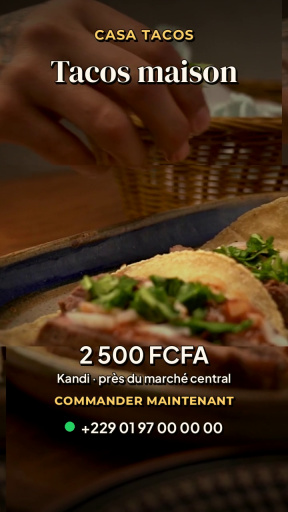 CASA TACOS
Tacos maison
2 500 FCFA
Kandi · près du marché central
COMMANDER MAINTENANT
+229 01 97 00 00 00